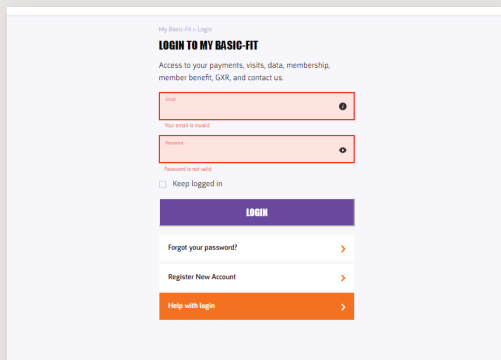 My Basic-Fit > Login
LOGIN TO MY BASIC-FIT
Access to your payments, visits, data, membership,
member benefit, GXR, and contact us.
Email
Your email is invalid
Password
Password is not valid
Keep logged in
LOGIN
Forgot your password?
Register New Account
Help with login